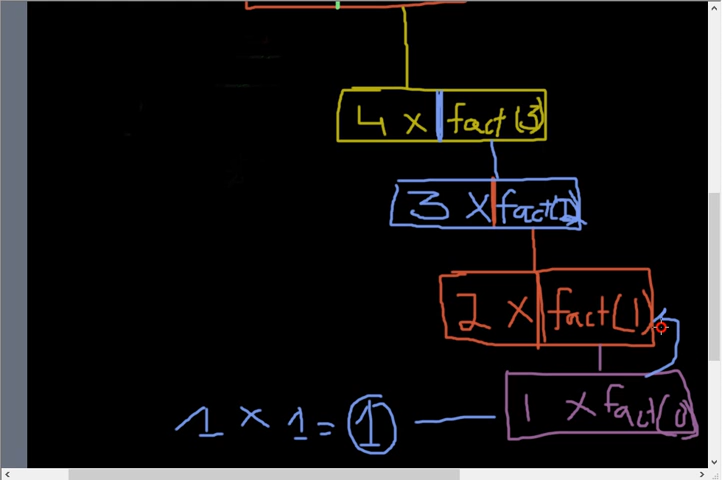 4 x fact(3)
3 x fact(2)
2 x fact(1)
1 x fact(0)
1 x 1 = 1